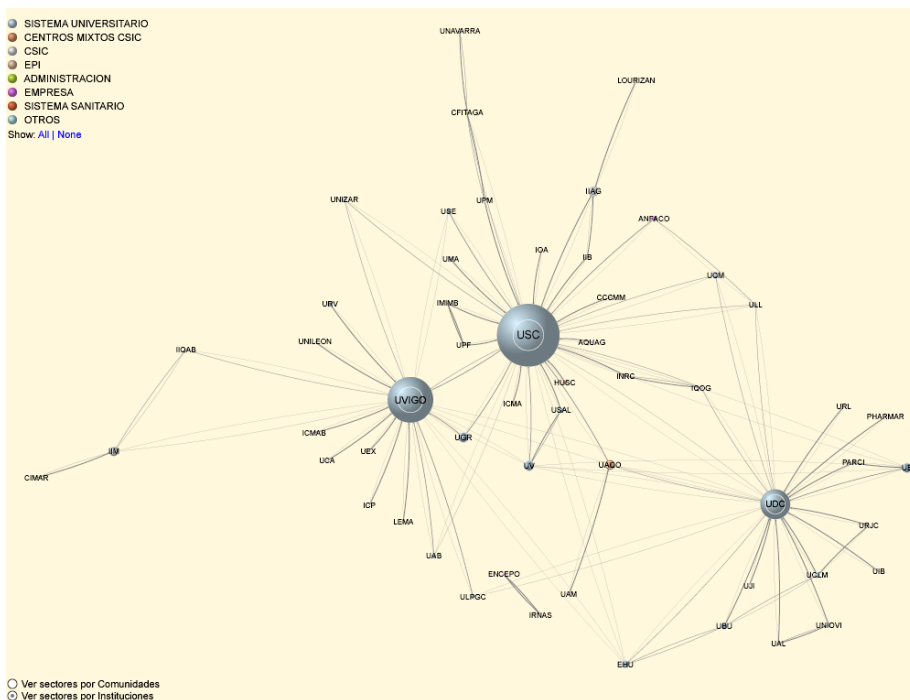 SISTEMA UNIVERSITARIO
CENTROS MIXTOS CSIC
CSIC
EPI
ADMINISTRACION
EMPRESA
SISTEMA SANITARIO
OTROS
Show: All | None
UNAVARRA
LOURIZAN
CFITAGA
IIAG
UNIZAR
UPM
USE
ANFACO
IOA
IIB
UMA
UCM
CCCMM
URV
IMIMB
ULL
USC
UNILEON
UPF
AQUAG
IIQAB
INRC
HUSC
IQOG
UVIGO
ICMA
USAL
URL
PHARMAR
ICMAB
UGR
UEX
IIM
UCA
UV
UACO
PARCI
CIMAR
ICP
UDC
LEMA
URJC
UAB
ENCEPO
UCLM
UIB
UJI
ULPGC
UAM
IRNAS
UBU
UNIOVI
UAL
EHU
Ver sectores por Comunidades
Ver sectores por Instituciones